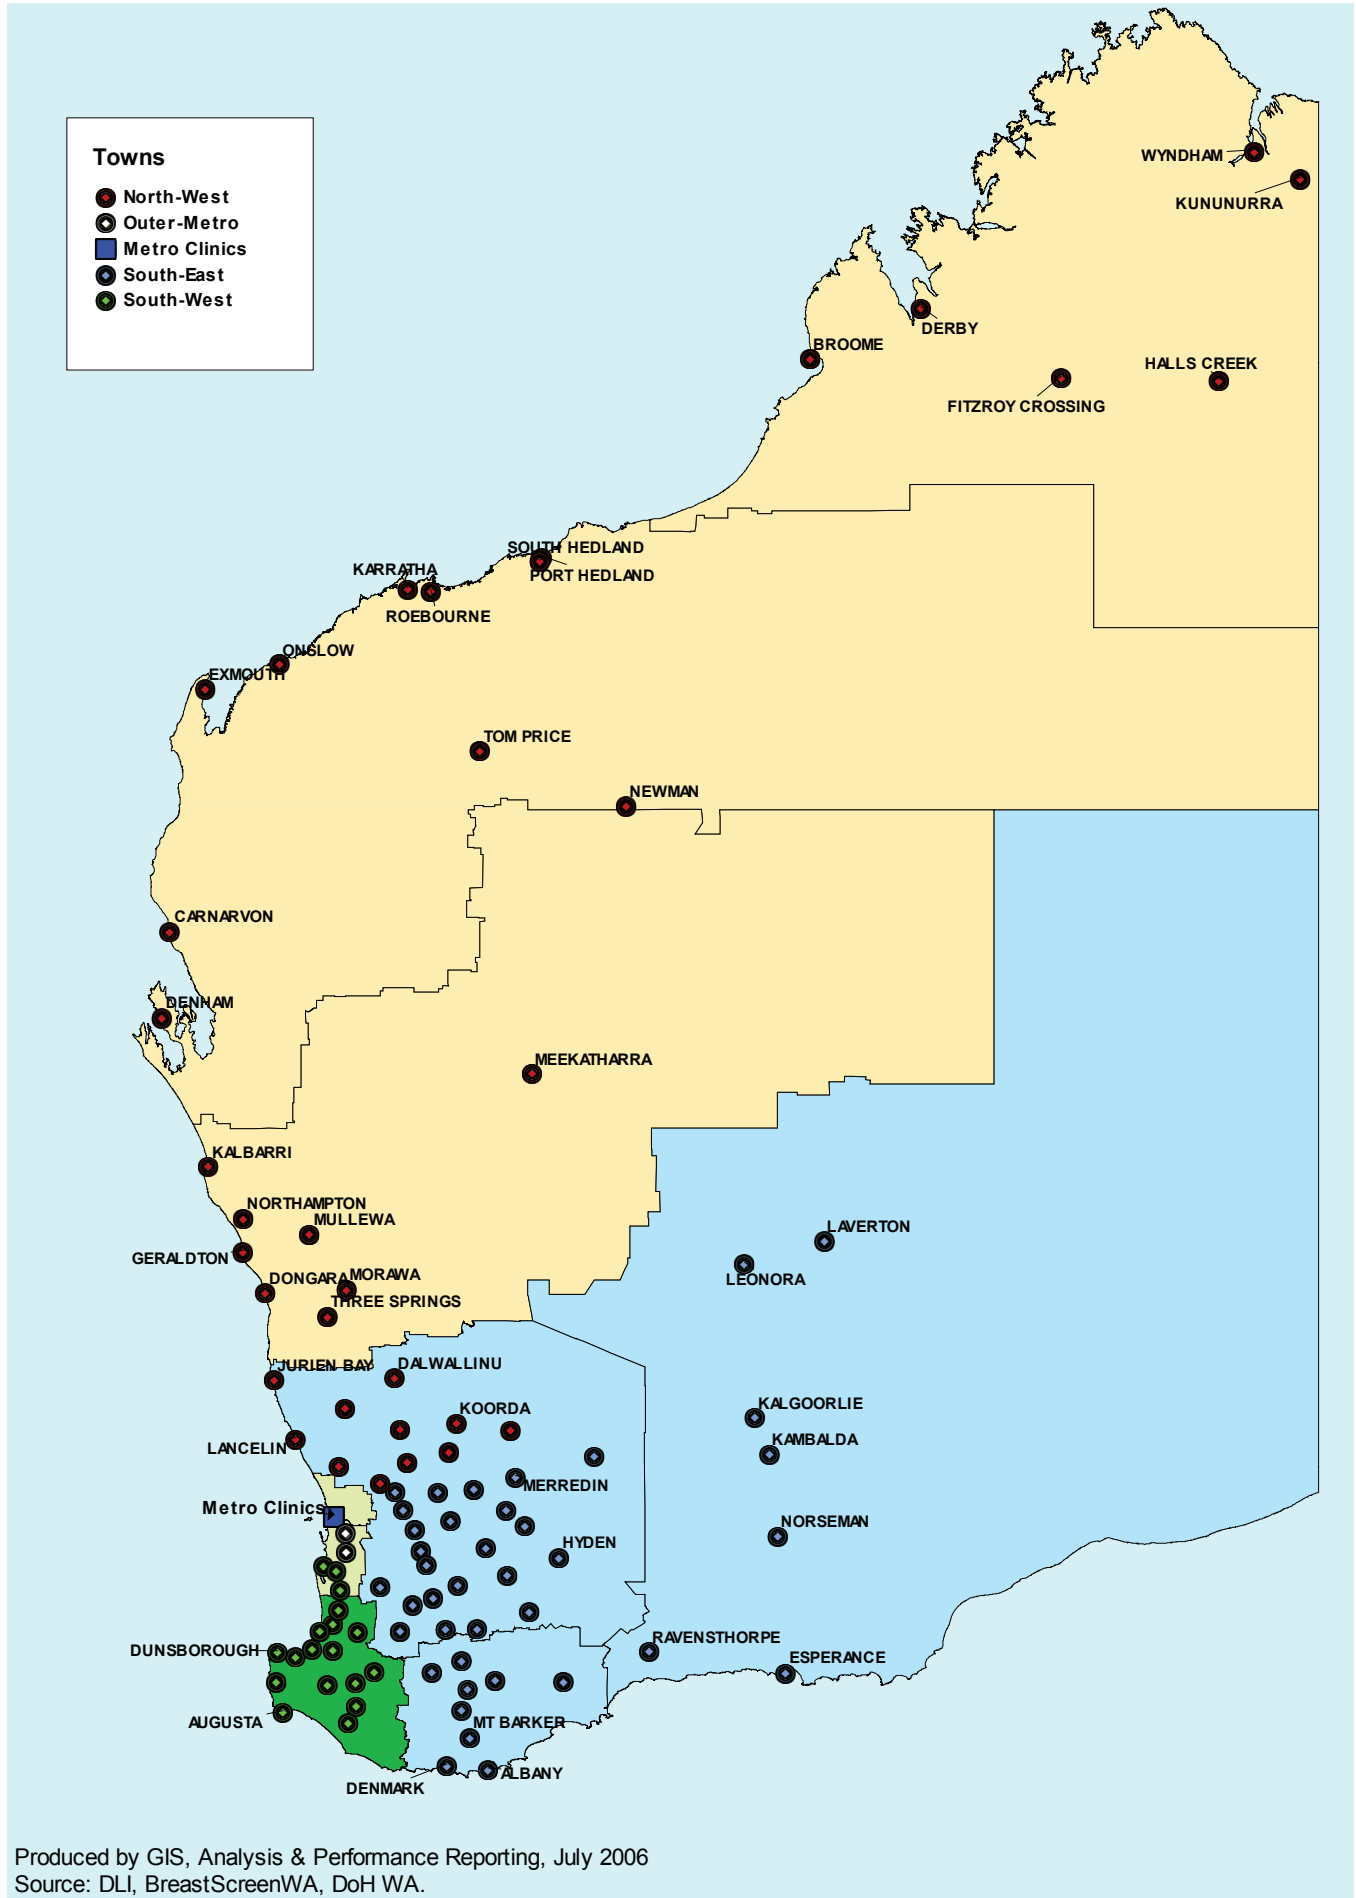 Towns
North-West
Outer-Metro
Metro Clinics
South-East
South-West
WYNDHAM
KUNUNURRA
DERBY
BROOME
HALLS CREEK
FITZROY CROSSING
SOUTH HEDLAND
KARRATHA
PORT HEDLAND
ROEBOURNE
ONSLOW
EXMOUTH
TOM PRICE
NEWMAN
CARNARVON
DENHAM
MEEKATHARRA
KALBARRI
NORTHAMPTON
MULLEWA
LAVERTON
GERALDTON
LEONORA
DONGARA
MORAWA
THREE SPRINGS
JURIEN BAY
DALWALLINU
KALGOORLIE
KOORDA
KAMBALDA
LANCELIN
MERREDIN
Metro Clinics
NORSEMAN
HYDEN
RAVENSTHORPE
DUNSBOROUGH
ESPERANCE
AUGUSTA
MT BARKER
ALBANY
DENMARK
Produced by GIS, Analysis & Performance Reporting, July 2006
Source: DLI, BreastScreenWA, DoH WA.